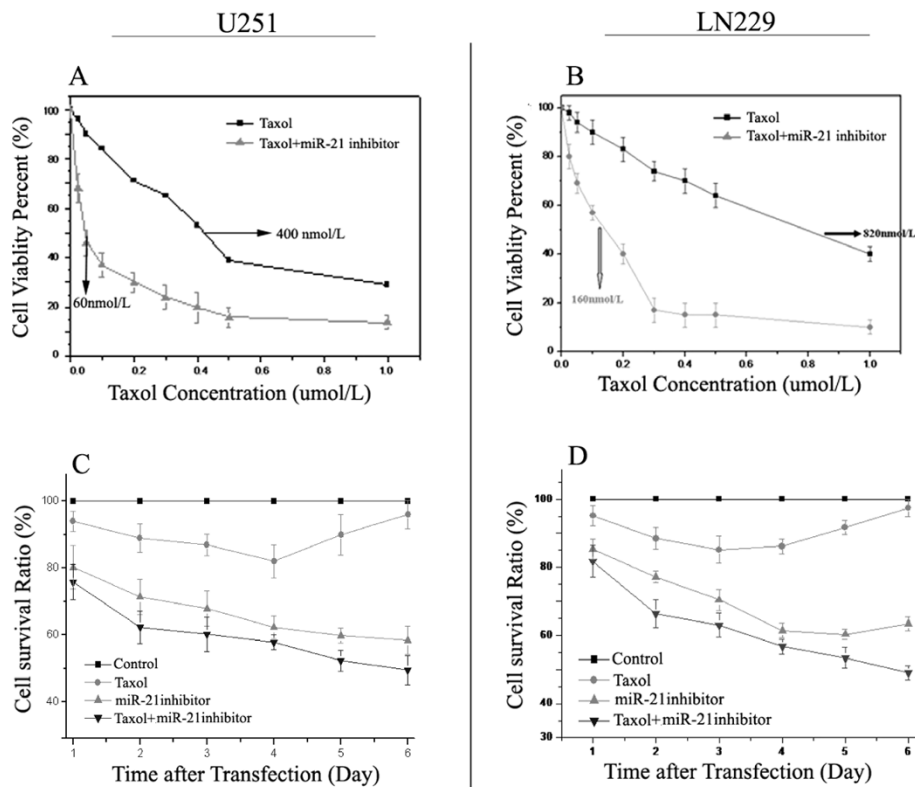 U251
LN229
A
Cell Viablity Percent (%)
100
80
60
40
20
0
Taxol
Taxol+miR-21 inhibitor
400 nmol/L
60nmol/L
0.0 0.2 0.4 0.6 0.8 1.0
Taxol Concentration (umol/L)
B
Cell Viablity Percent (%)
100
80
60
40
20
0
Taxol
Taxol+miR-21 inhibitor
820nmol/L
160nmol/L
0.0 0.2 0.4 0.6 0.8 1.0
Taxol Concentration (umol/L)
C
Cell survival Ratio (%)
100
80
60
40
Control
Taxol
miR-21inhibitor
Taxol+miR-21inhibitor
1 2 3 4 5 6
Time after Transfection (Day)
D
Cell survival Ratio (%)
100
90
80
70
60
50
40
30
Control
Taxol
miR-21inhibitor
Taxol+miR-21inhibitor
1 2 3 4 5 6
Time after Transfection (Day)